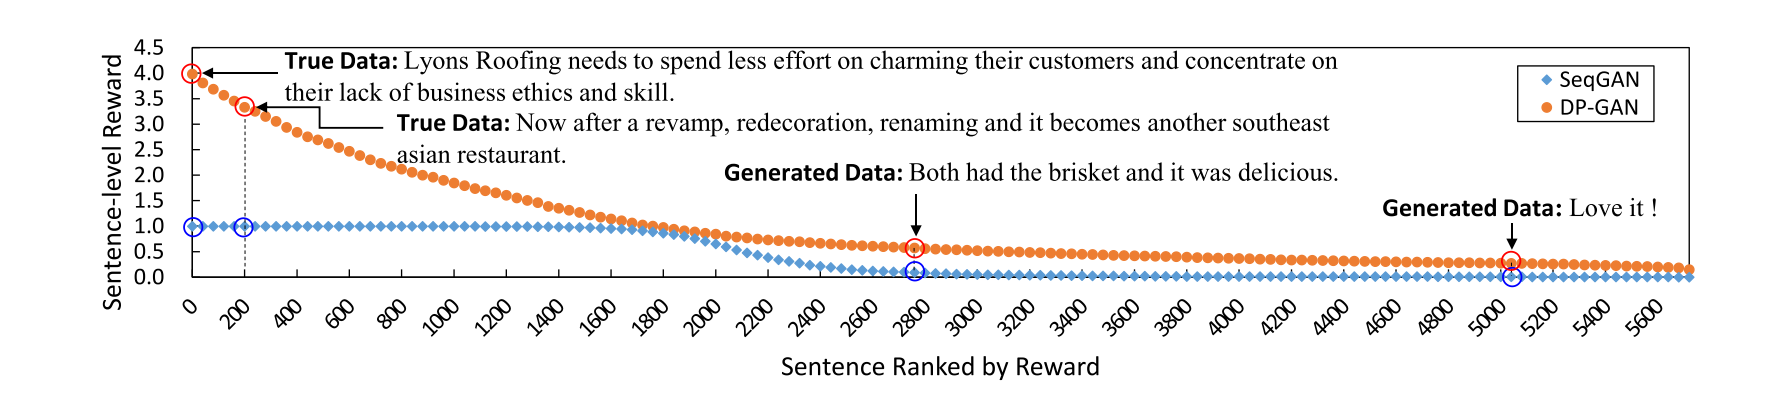 True Data: Lyons Roofing needs to spend less effort on charming their customers and concentrate on
their lack of business ethics and skill.
True Data: Now after a revamp, redecoration, renaming and it becomes another southeast
asian restaurant.
Generated Data: Both had the brisket and it was delicious.
Generated Data: Love it !
SeqGAN
DP-GAN
Sentence-level Reward
4.5
4.0
3.5
3.0
2.5
2.0
1.5
1.0
0.5
0.0
0 200 400 600 800 1000 1200 1400 1600 1800 2000 2200 2400 2600 2800 3000 3200 3400 3600 3800 4000 4200 4400 4600 4800 5000 5200 5400 5600
Sentence Ranked by Reward